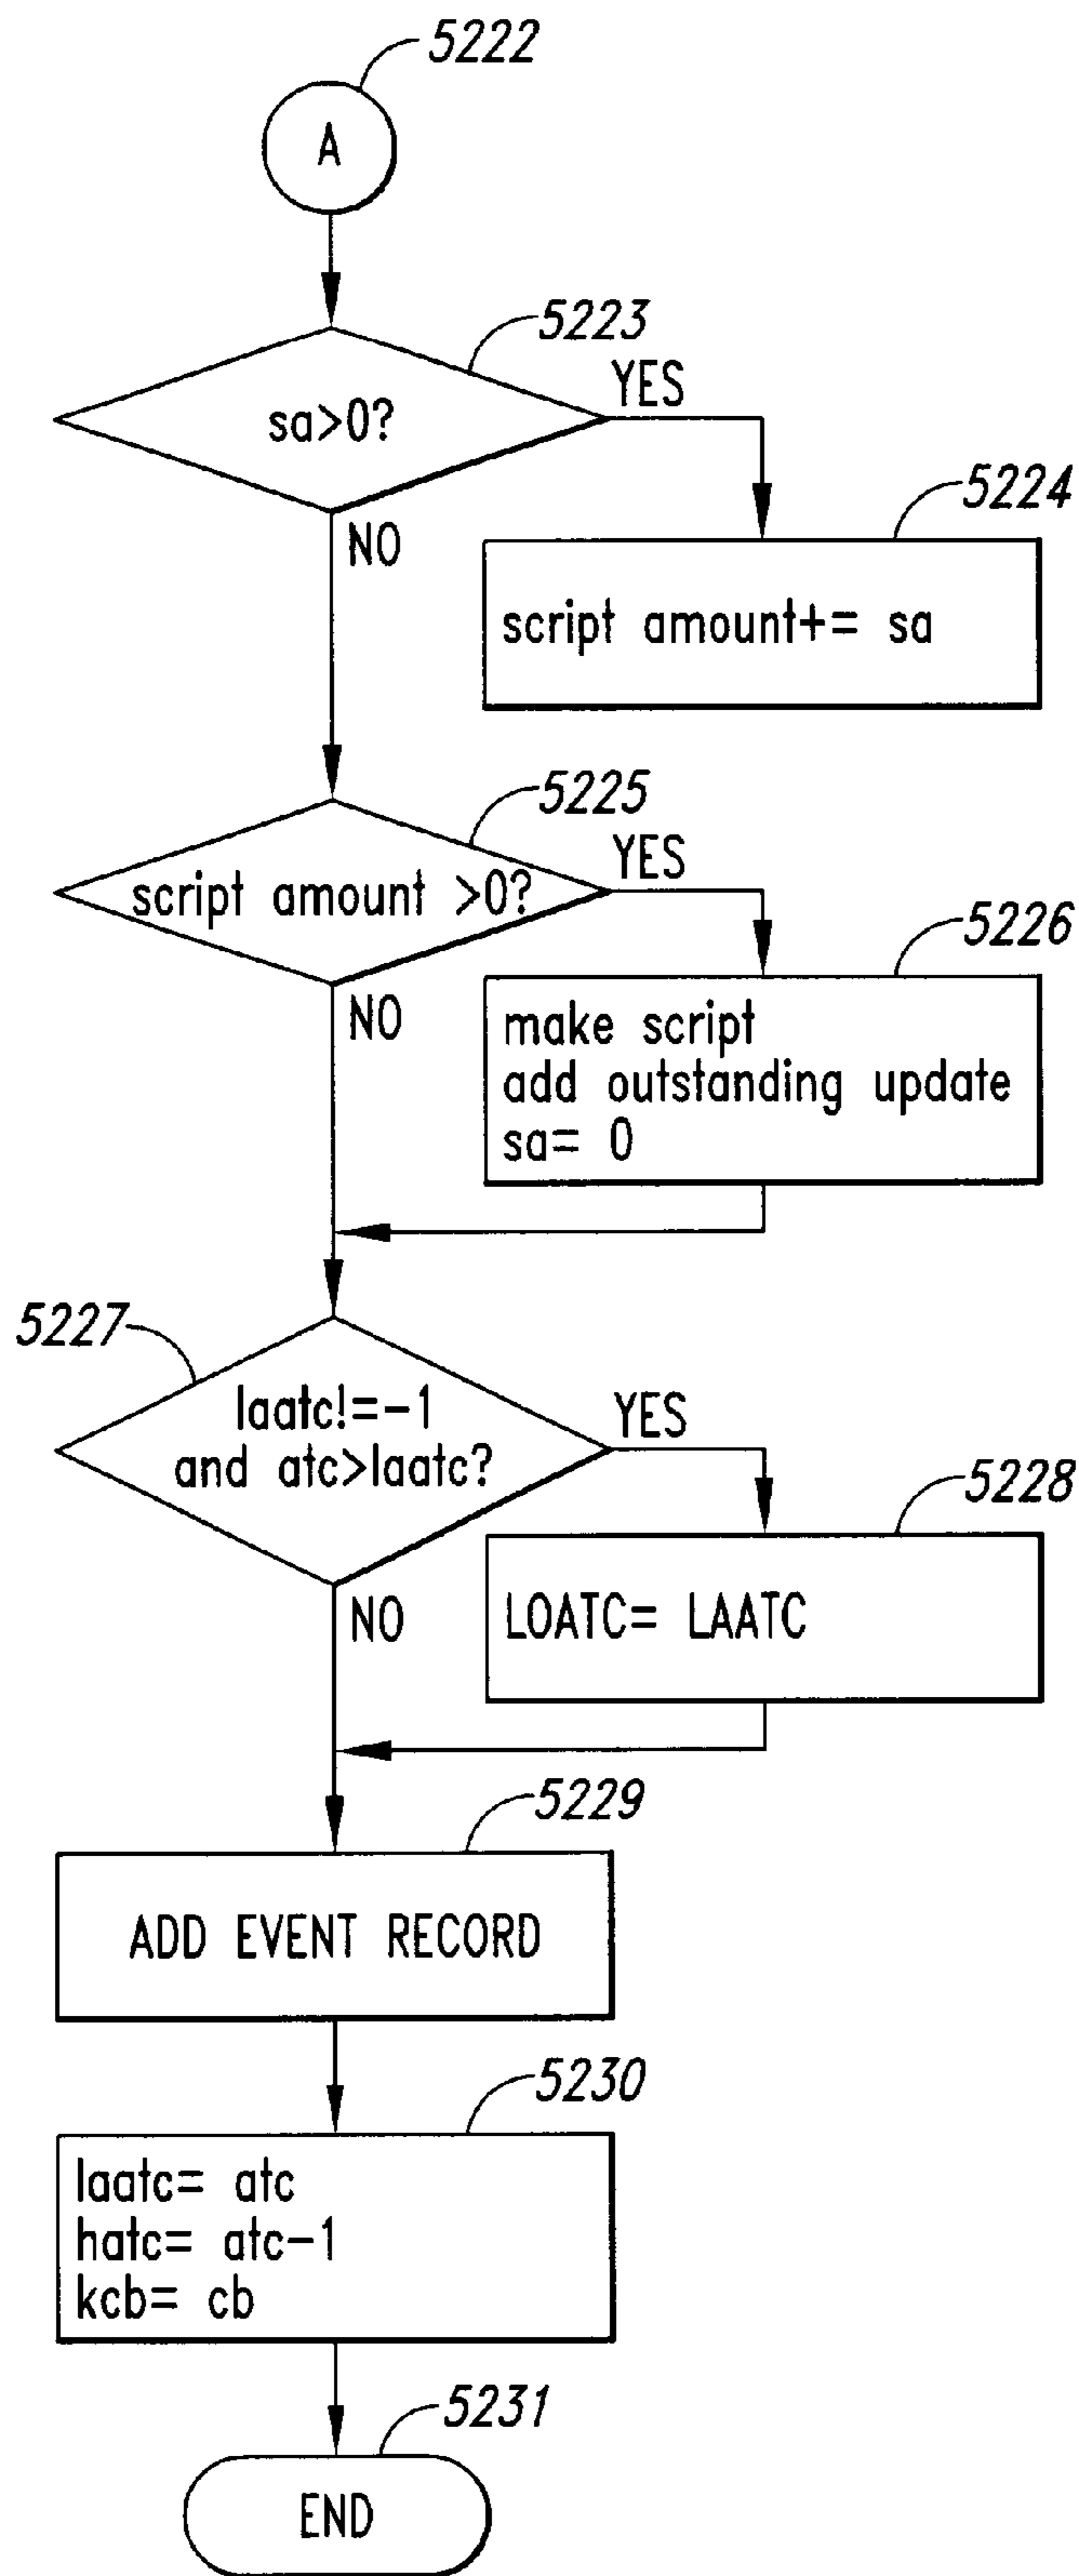 5222
A
5223
sa>0?
YES
NO
5224
script amount+= sa
5225
script amount >0?
YES
NO
5226
make script
add outstanding update
sa= 0
5227
laatc!=-1
and atc>laatc?
YES
NO
5228
LOATC= LAATC
5229
ADD EVENT RECORD
5230
laatc= atc
hatc= atc-1
kcb= cb
5231
END